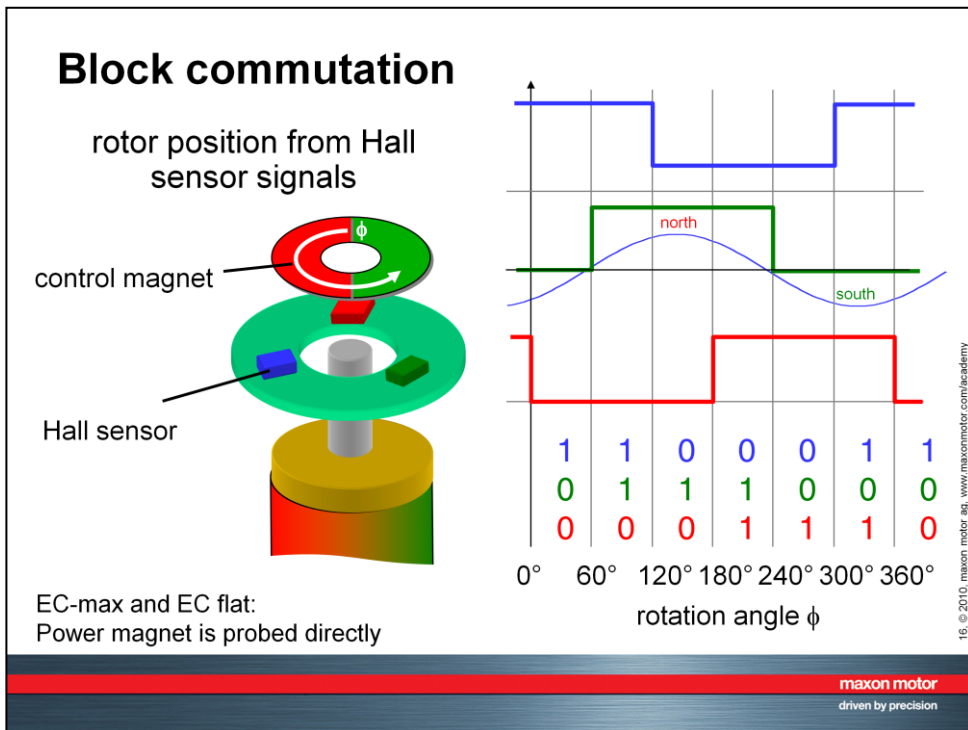 Block commutation
rotor position from Hall
sensor signals
ϕ
control magnet
Hall sensor
EC-max and EC flat:
Power magnet is probed directly
north
south
1 1 0 0 0 1 1
0 1 1 1 0 0 0
0 0 0 1 1 1 0
0° 60° 120° 180° 240° 300° 360°
rotation angle ϕ
16, © 2010, maxon motor ag, www.maxonmotor.com/academy
maxon motor
driven by precision